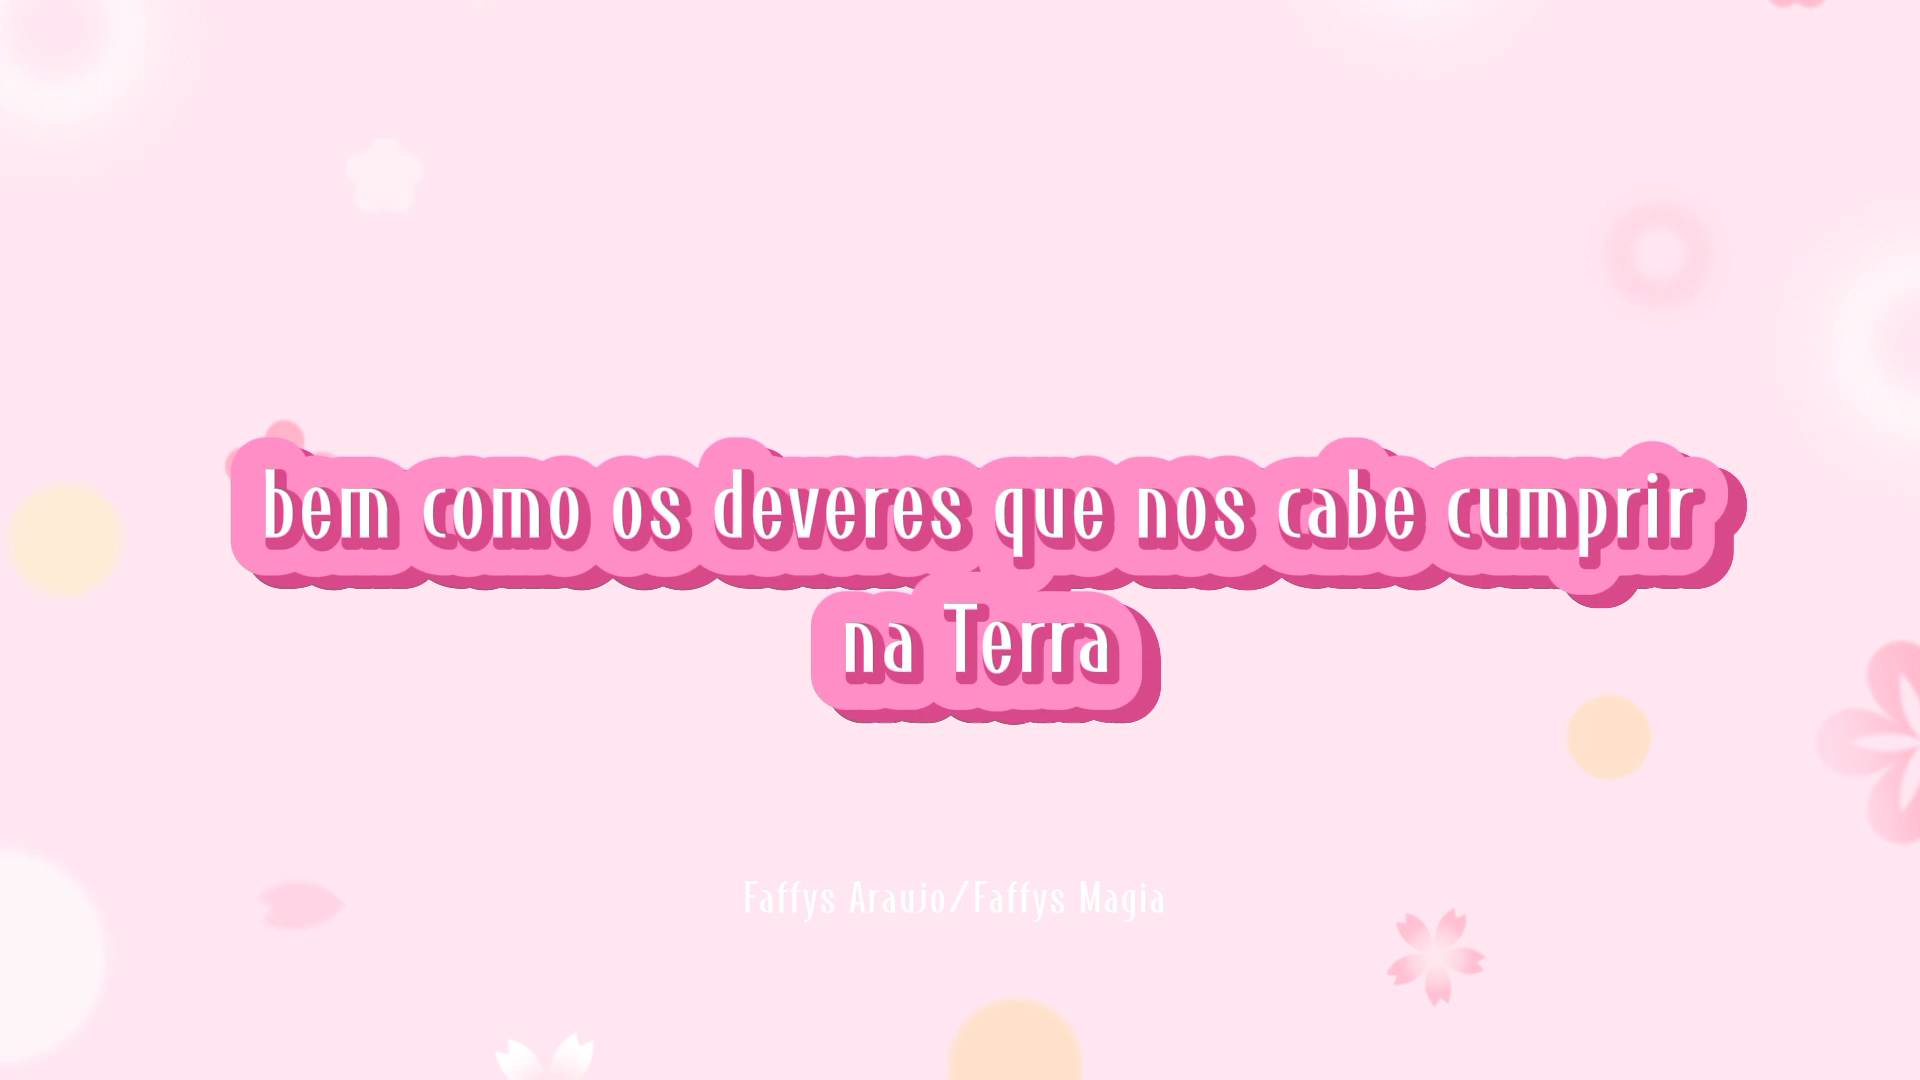 bem como os deveres que nos cabe cumprir
na Terra
Faffys Araujo/Faffys Magia